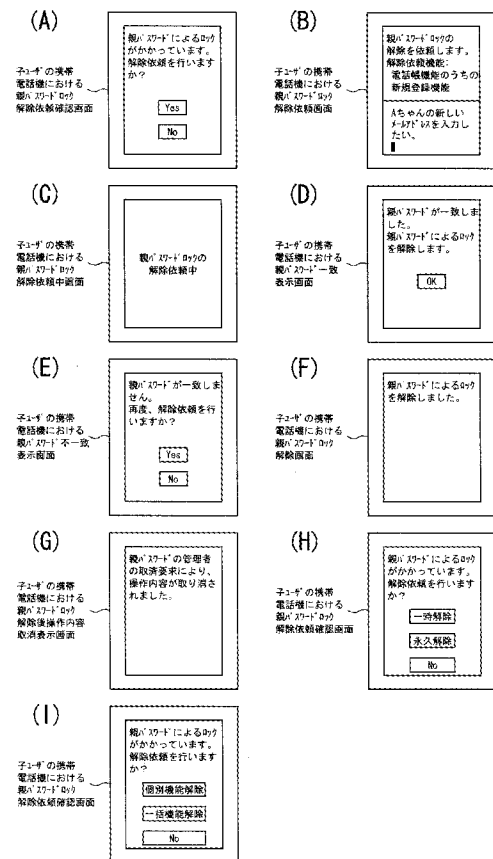 (A)
子ユーザの携帯
電話機における
親パスワードロック
解除依頼確認画面
親パスワードによるロック
がかかっています。
解除依頼を行います
か？
Yes
No
(B)
子ユーザの携帯
電話機における
親パスワードロック
解除依頼画面
親パスワードロックの
解除を依頼します。
解除依頼機能：
電話帳機能のうちの
新規登録機能
Aちゃんの新しい
メールアドレスを入力し
たい。
(C)
子ユーザの携帯
電話機における
親パスワードロック
解除依頼中画面
親パスワードロックの
解除依頼中
(D)
子ユーザの携帯
電話機における
親パスワード一致
表示画面
親パスワードが一致しま
した。
親パスワードによるロック
を解除します。
OK
(E)
子ユーザの携帯
電話機における
親パスワード不一致
表示画面
親パスワードが一致しま
せん。
再度、解除依頼を行
いますか？
Yes
No
(F)
子ユーザの携帯
電話機における
親パスワードロック
解除画面
親パスワードによるロック
を解除しました。
(G)
子ユーザの携帯
電話機における
親パスワードロック
解除後操作内容
取消表示画面
親パスワードの管理者
の取消要求により、
操作内容が取り消さ
れました。
(H)
子ユーザの携帯
電話機における
親パスワードロック
解除依頼確認画面
親パスワードによるロック
がかかっています。
解除依頼を行います
か？
一時解除
永久解除
No
(I)
子ユーザの携帯
電話機における
親パスワードロック
解除依頼確認画面
親パスワードによるロック
がかかっています。
解除依頼を行います
か？
個別機能解除
一括機能解除
No